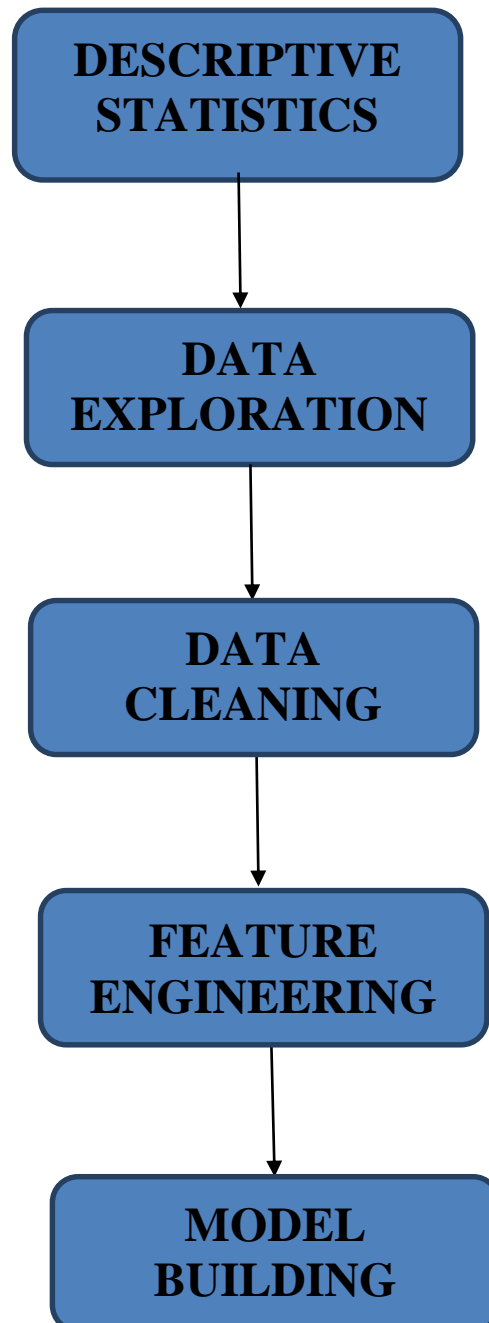 DESCRIPTIVE
STATISTICS
DATA
EXPLORATION
DATA
CLEANING
FEATURE
ENGINEERING
MODEL
BUILDING